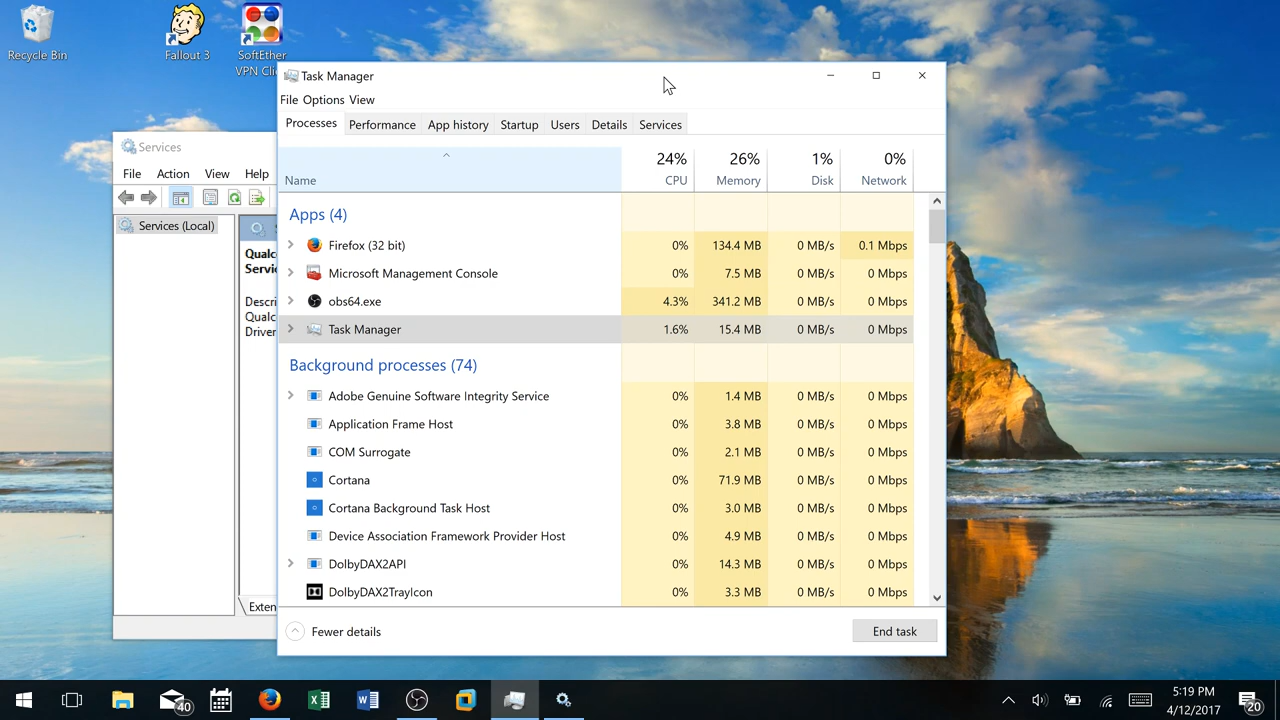 Recycle Bin
Fallout 3
SoftEther
VPN Cli
Services
File Action View Help
Services (Local)
Qualc
Servic
Descri
Qualc
Driver
Exten
Task Manager
File Options View
Processes Performance App history Startup Users Details Services
24% 26% 1% 0%
Name CPU Memory Disk Network
Apps (4)
Firefox (32 bit) 0% 134.4 MB 0 MB/s 0.1 Mbps
Microsoft Management Console 0% 7.5 MB 0 MB/s 0 Mbps
obs64.exe 4.3% 341.2 MB 0 MB/s 0 Mbps
Task Manager 1.6% 15.4 MB 0 MB/s 0 Mbps
Background processes (74)
Adobe Genuine Software Integrity Service 0% 1.4 MB 0 MB/s 0 Mbps
Application Frame Host 0% 3.8 MB 0 MB/s 0 Mbps
COM Surrogate 0% 2.1 MB 0 MB/s 0 Mbps
Cortana 0% 71.9 MB 0 MB/s 0 Mbps
Cortana Background Task Host 0% 3.0 MB 0 MB/s 0 Mbps
Device Association Framework Provider Host 0% 4.9 MB 0 MB/s 0 Mbps
DolbyDAX2API 0% 14.3 MB 0 MB/s 0 Mbps
DolbyDAX2TrayIcon 0% 3.3 MB 0 MB/s 0 Mbps
Fewer details End task
40
5:19 PM
4/12/2017
20